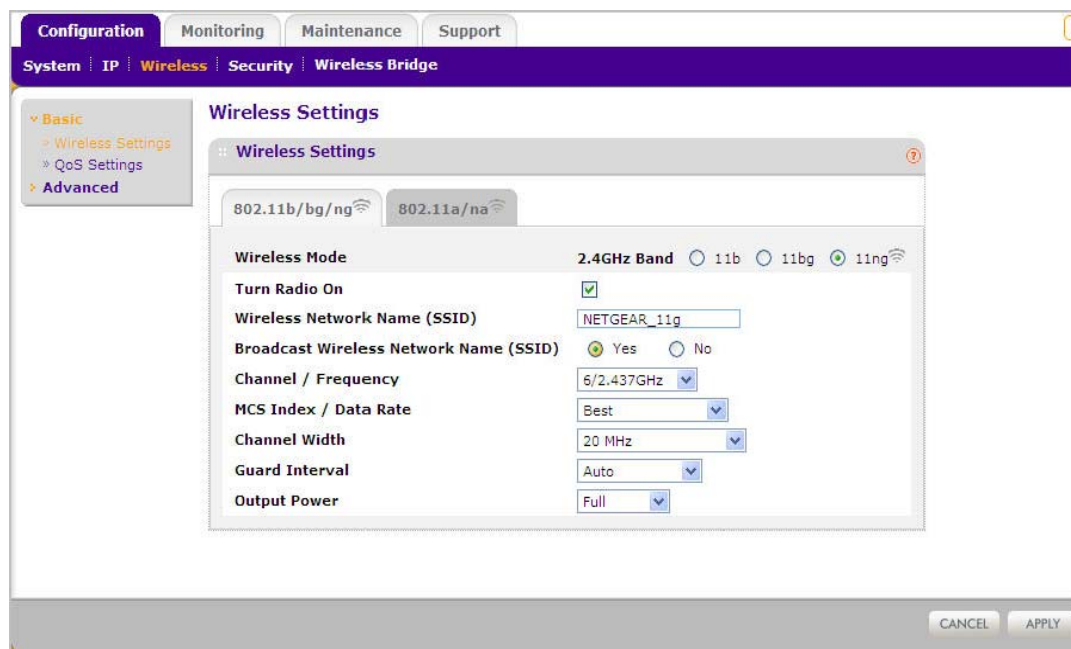 Configuration Monitoring Maintenance Support
System IP Wireless Security Wireless Bridge
Basic
» Wireless Settings
» QoS Settings
Advanced
Wireless Settings
Wireless Settings
?
802.11b/bg/ng 802.11a/na
Wireless Mode 2.4GHz Band 11b 11bg 11ng
Turn Radio On
Wireless Network Name (SSID) NETGEAR_11g
Broadcast Wireless Network Name (SSID) Yes No
Channel / Frequency 6/2.437GHz
MCS Index / Data Rate Best
Channel Width 20 MHz
Guard Interval Auto
Output Power Full
CANCEL APPLY